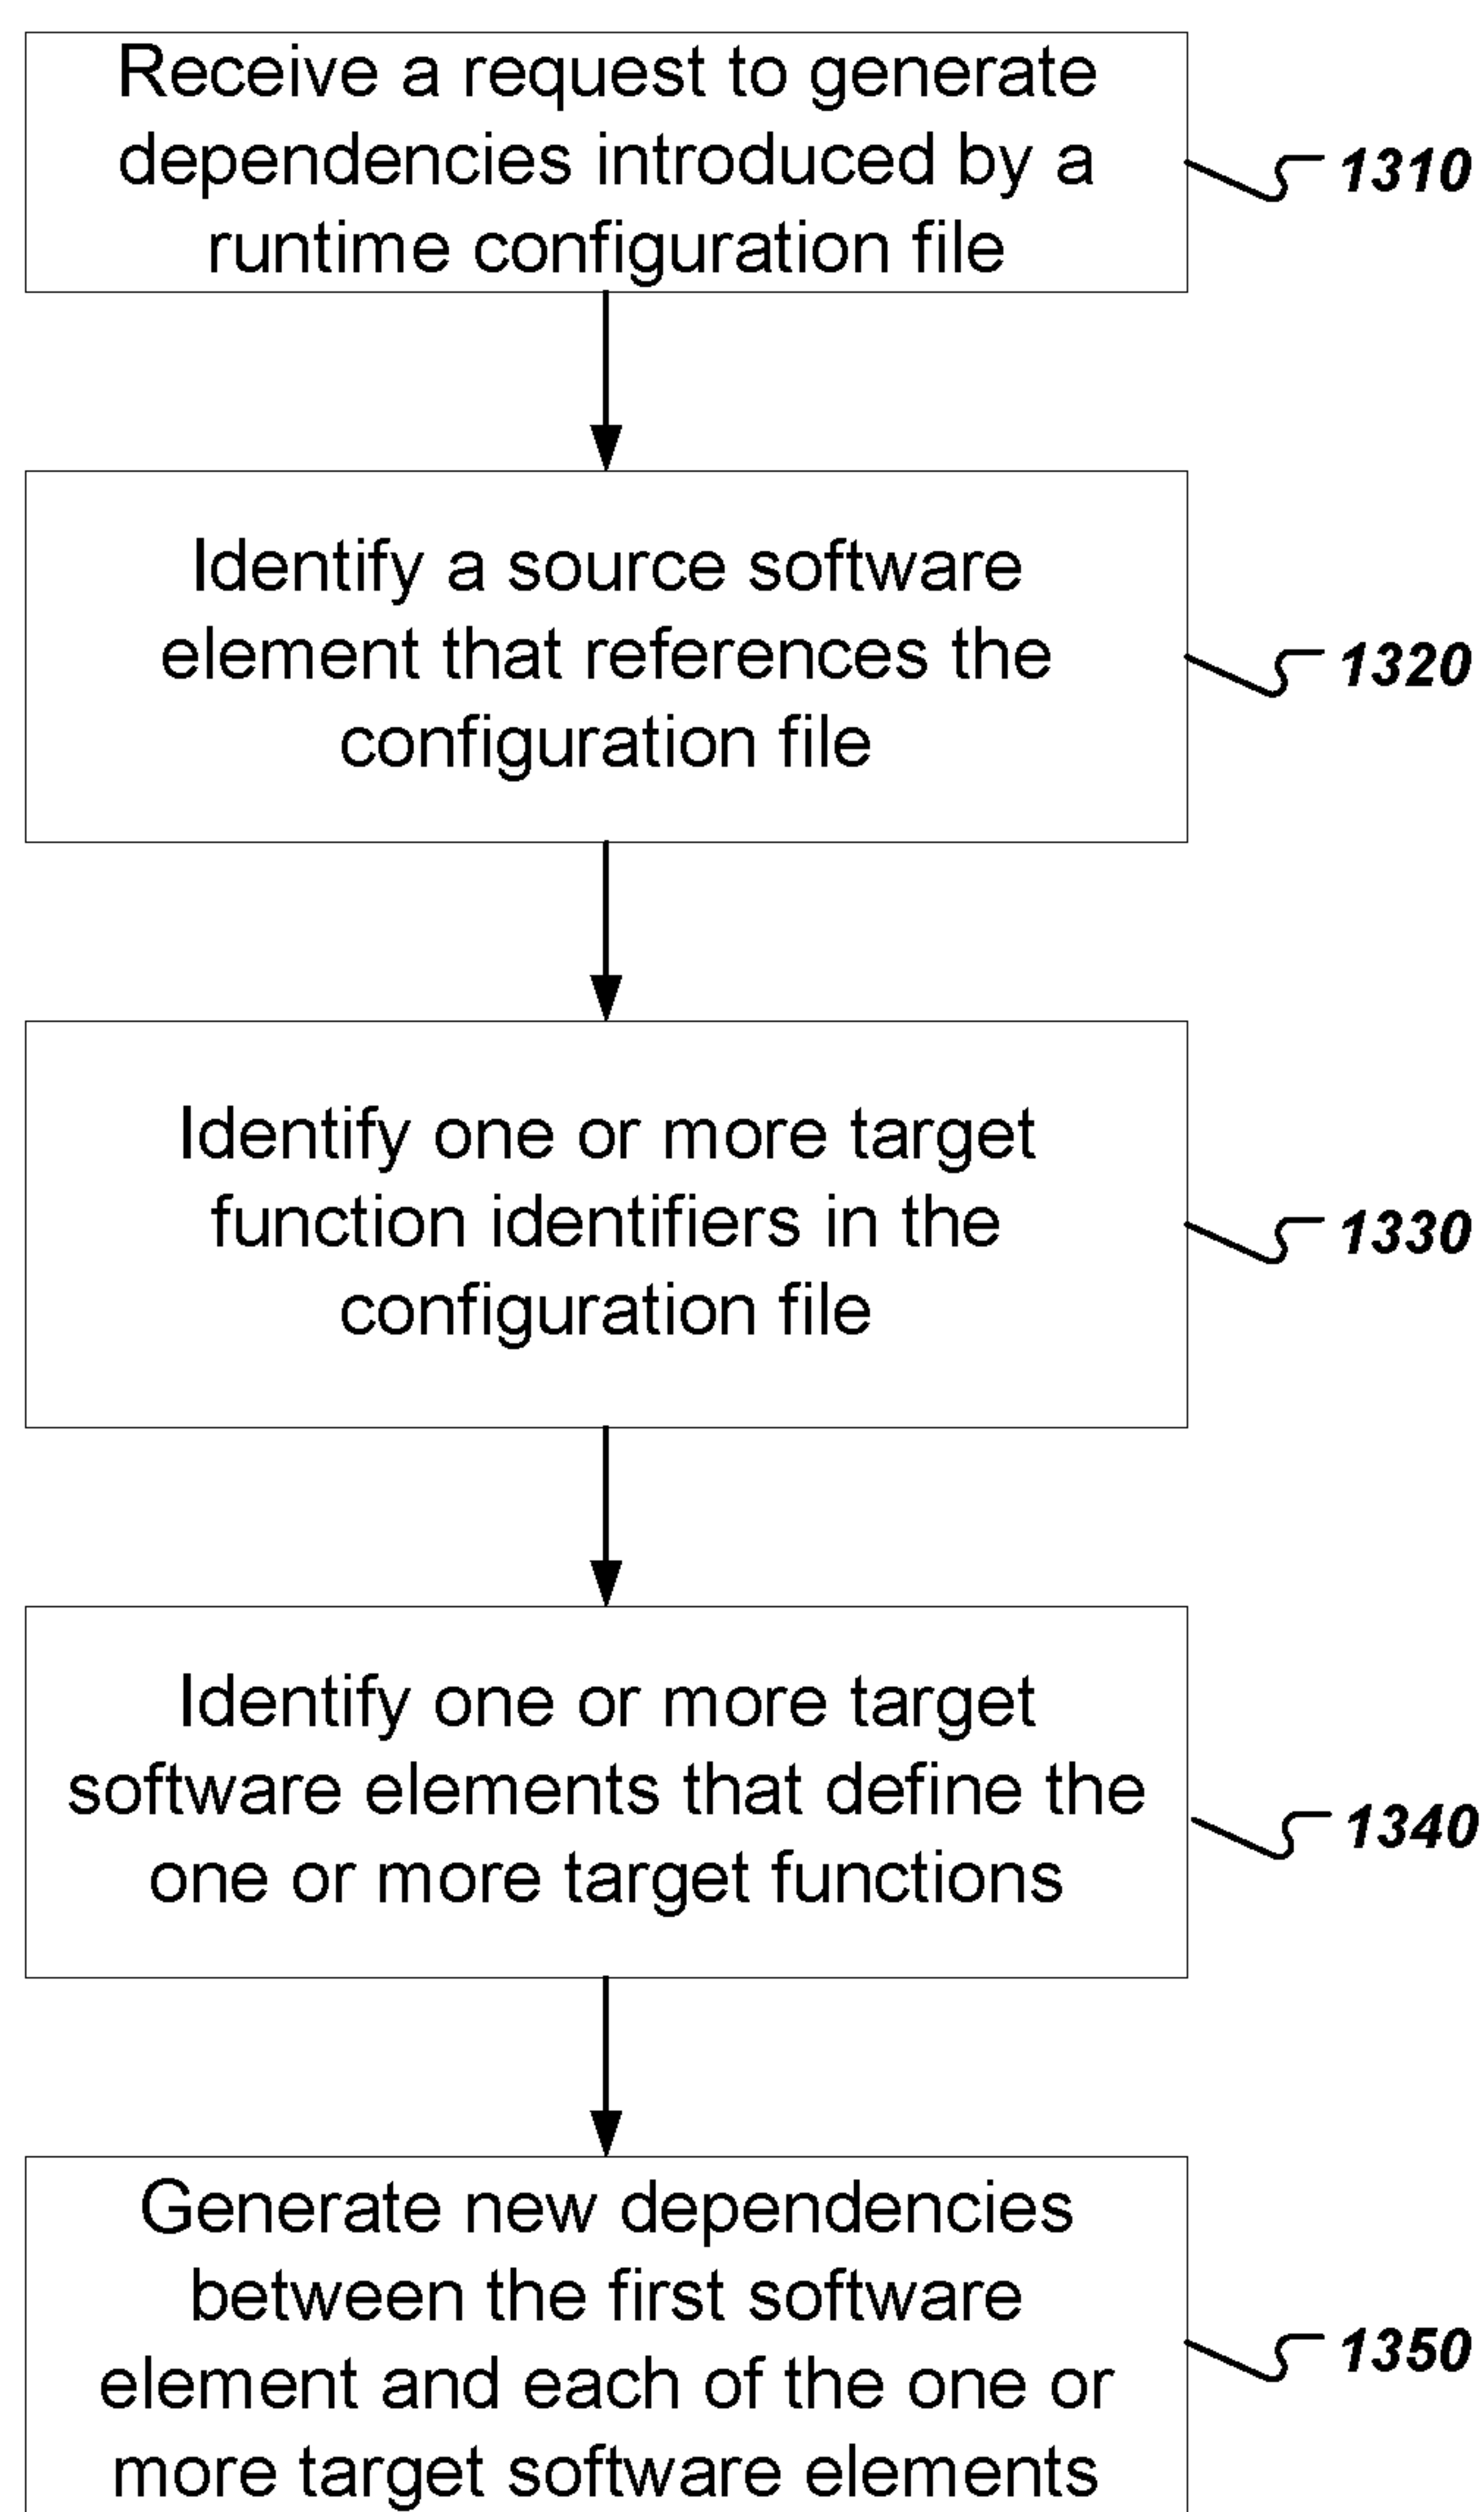 Receive a request to generate
dependencies introduced by a
runtime configuration file
1310
Identify a source software
element that references the
configuration file
1320
Identify one or more target
function identifiers in the
configuration file
1330
Identify one or more target
software elements that define the
one or more target functions
1340
Generate new dependencies
between the first software
element and each of the one or
more target software elements
1350